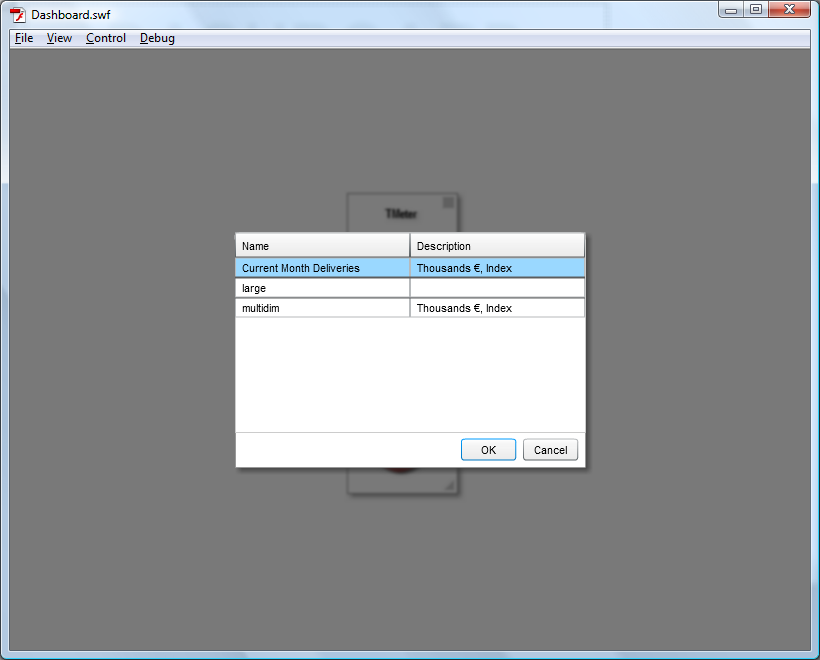 Dashboard.swf
File View Control Debug
TMeter
Name Description
Current Month Deliveries Thousands €, Index
large
multidim Thousands €, Index
OK Cancel